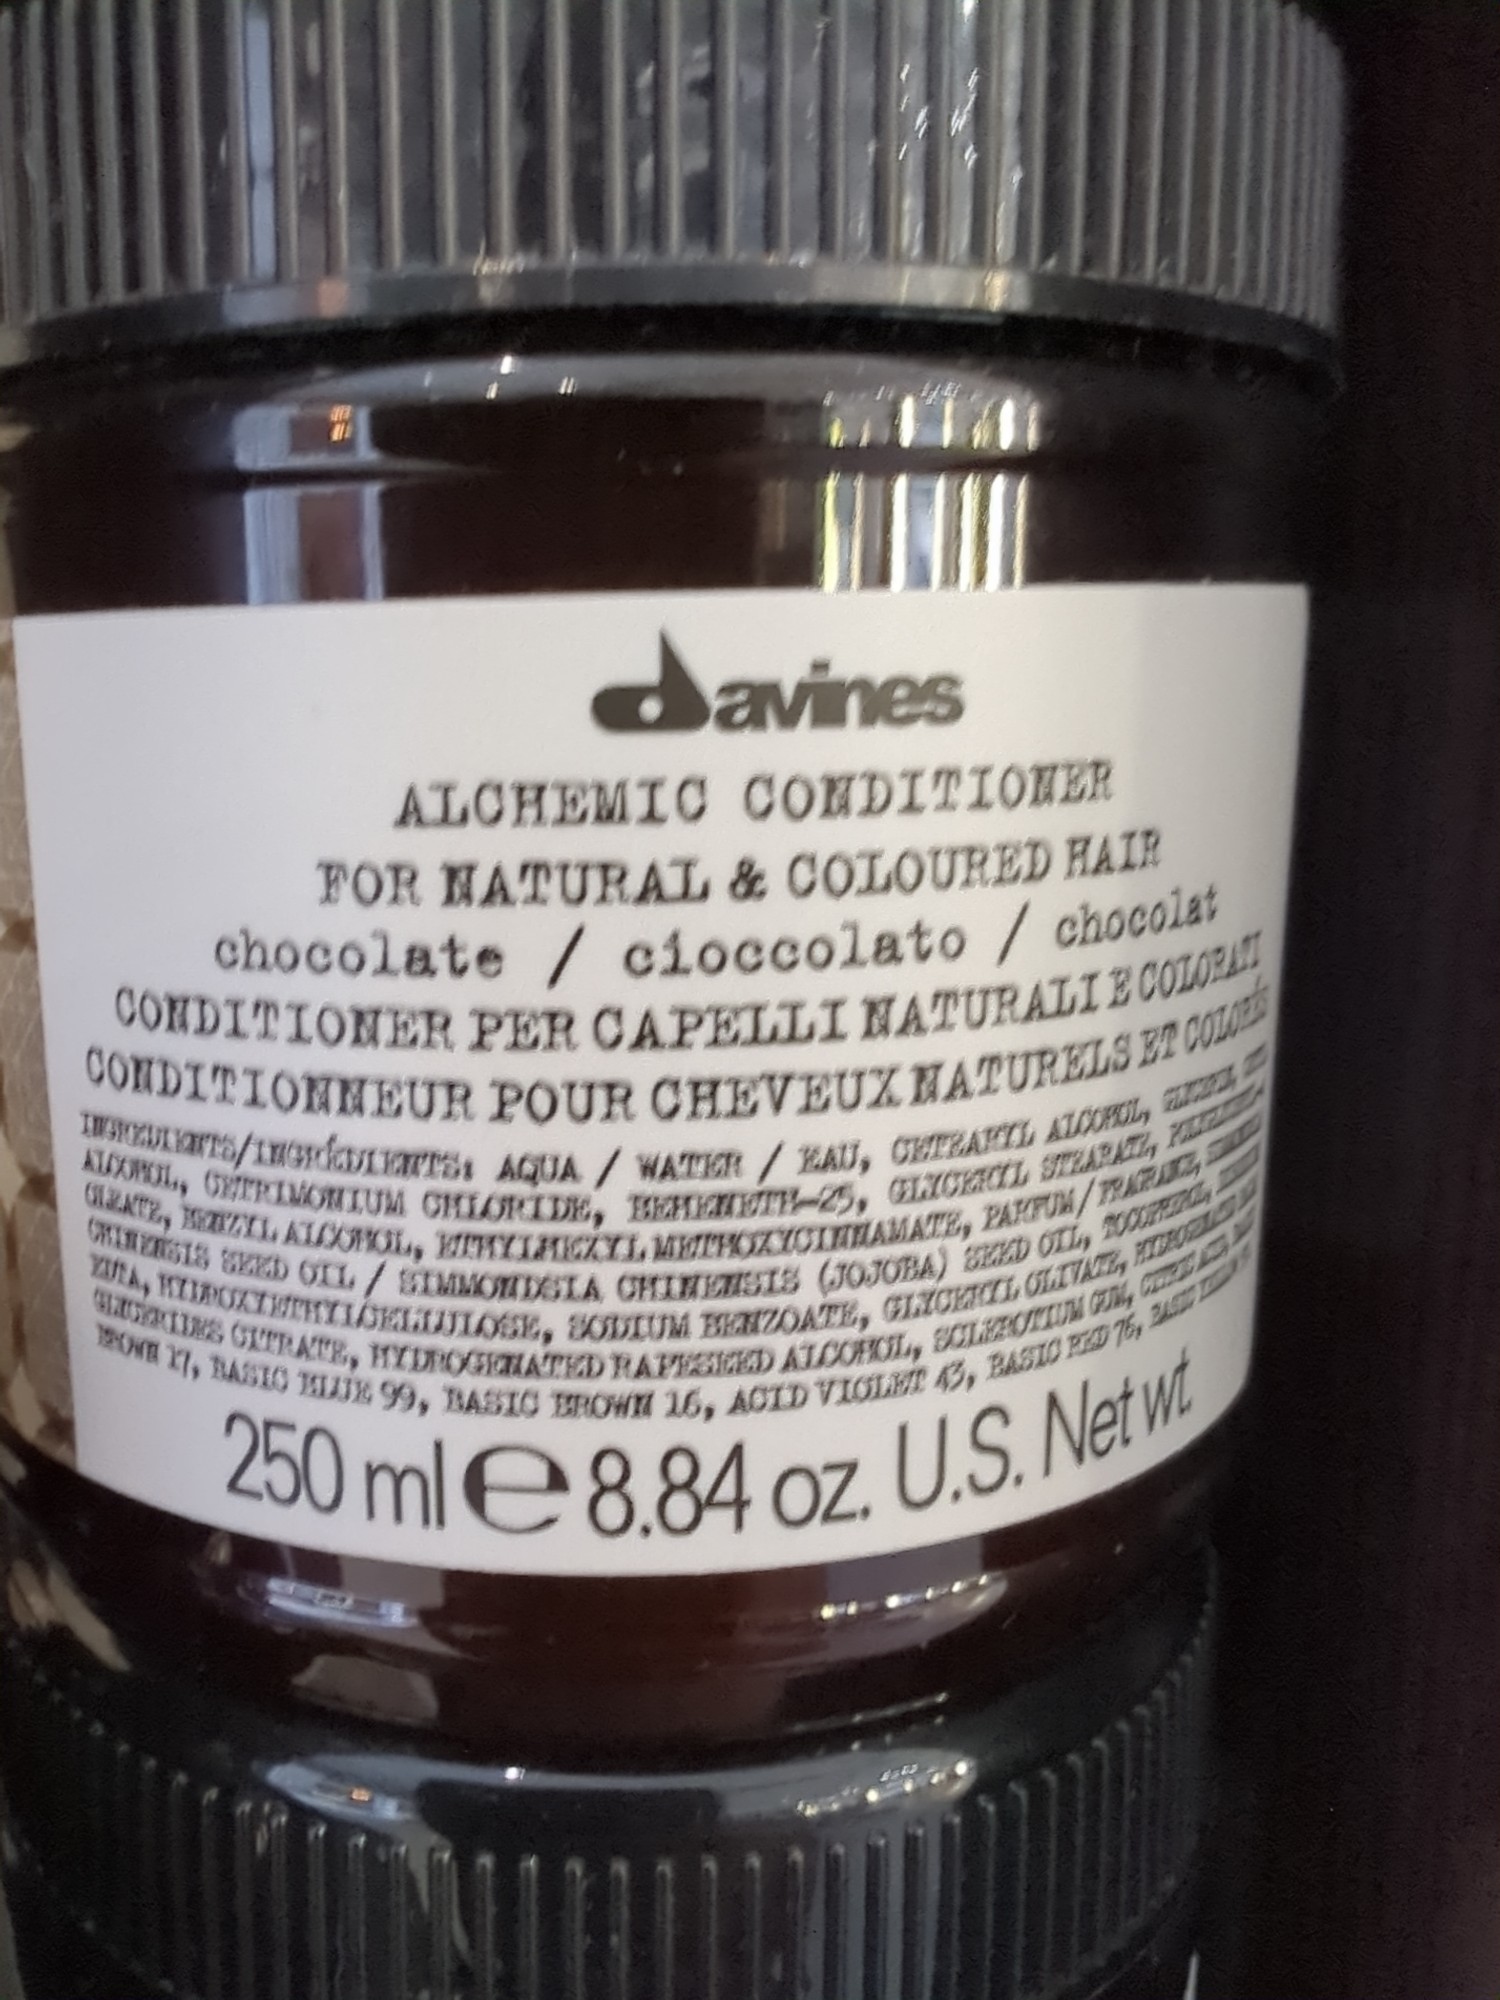 davines
ALCHEMIC CONDITIONER
FOR NATURAL & COLOURED HAIR
chocolate / cioccolato / chocolat
CONDITIONER PER CAPELLI NATURALI E COLORATI
CONDITIONNEUR POUR CHEVEUX NATURELS ET COLORÉS
INGREDIENTS/INGRÉDIENTS: AQUA / WATER / EAU, CETEARYL ALCOHOL,
ALCOHOL, CETRIMONIUM CHLORIDE, BEHENETH-25, GLYCERYL STEARATE,
OLEATE, BENZYL ALCOHOL, ETHYLHEXYL METHOXYCINNAMATE, PARFUM/FRAGRANCE,
CHINENSIS SEED OIL / SIMMONDSIA CHINENSIS (JOJOBA) SEED OIL, TOCOPHEROL,
EDTA, HYDROXYETHYLCELLULOSE, SODIUM BENZOATE, GLYCERYL OLIVATE, HYDROGENATED
GLYCERIDES CITRATE, HYDROGENATED RAPESEED ALCOHOL, SCLEROTIUM GUM, CITRIC ACID,
BROWN 17, BASIC BLUE 99, BASIC BROWN 16, ACID VIOLET 43, BASIC RED 76, BASIC
250 ml e 8.84 oz. U.S. Net wt